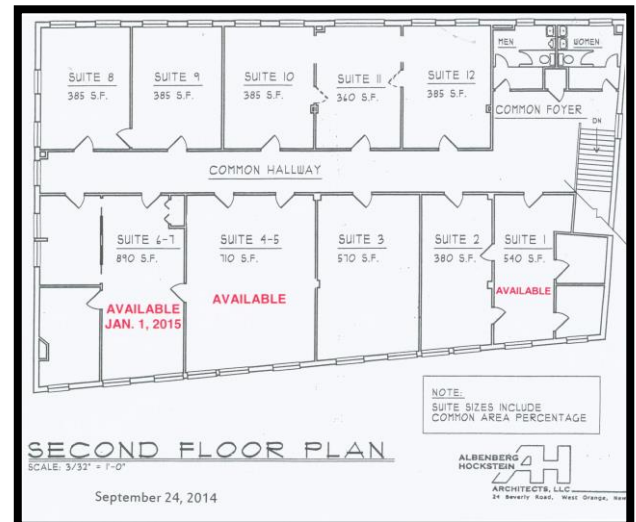 SUITE 8
385 S.F.
SUITE 9
385 S.F.
SUITE 10
385 S.F.
SUITE 11
360 S.F.
SUITE 12
385 S.F.
MEN
WOMEN
COMMON FOYER
DN
COMMON HALLWAY
SUITE 6-7
890 S.F.
AVAILABLE
JAN. 1, 2015
SUITE 4-5
710 S.F.
AVAILABLE
SUITE 3
570 S.F.
SUITE 2
380 S.F.
SUITE 1
540 S.F.
AVAILABLE
NOTE:
SUITE SIZES INCLUDE
COMMON AREA PERCENTAGE
SECOND FLOOR PLAN
SCALE: 3/32" = 1'-0"
September 24, 2014
ALBENBERG
HOCKSTEIN
AH
ARCHITECTS, LLC
24 Beverly Road, West Orange,